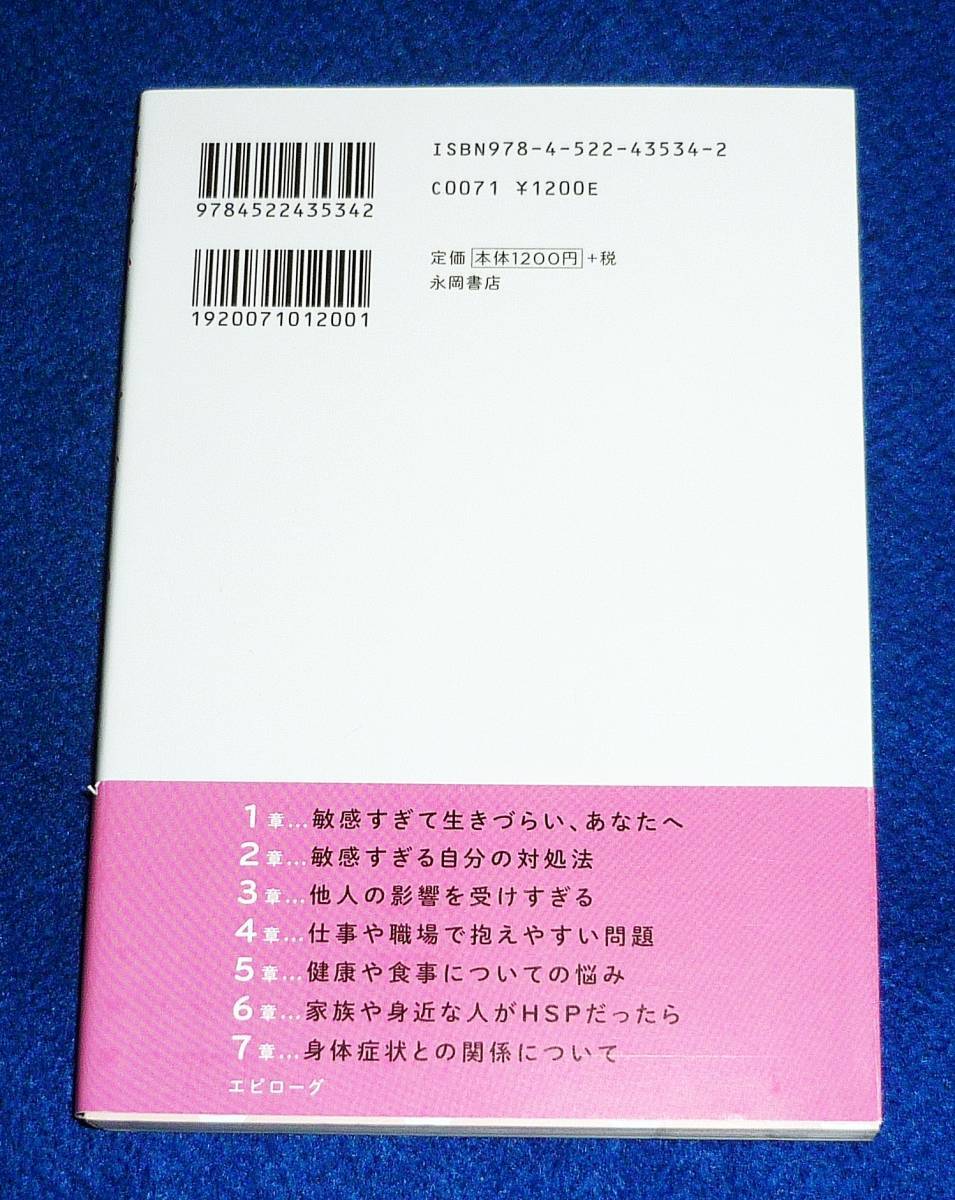 ISBN978-4-522-43534-2
9784522435342
C0071 ¥1200E
定価 本体1200円 +税
永岡書店
1920071012001
1章…敏感すぎて生きづらい、あなたへ
2章…敏感すぎる自分の対処法
3章…他人の影響を受けすぎる
4章…仕事や職場で抱えやすい問題
5章…健康や食事についての悩み
6章…家族や身近な人がHSPだったら
7章…身体症状との関係について
エピローグ